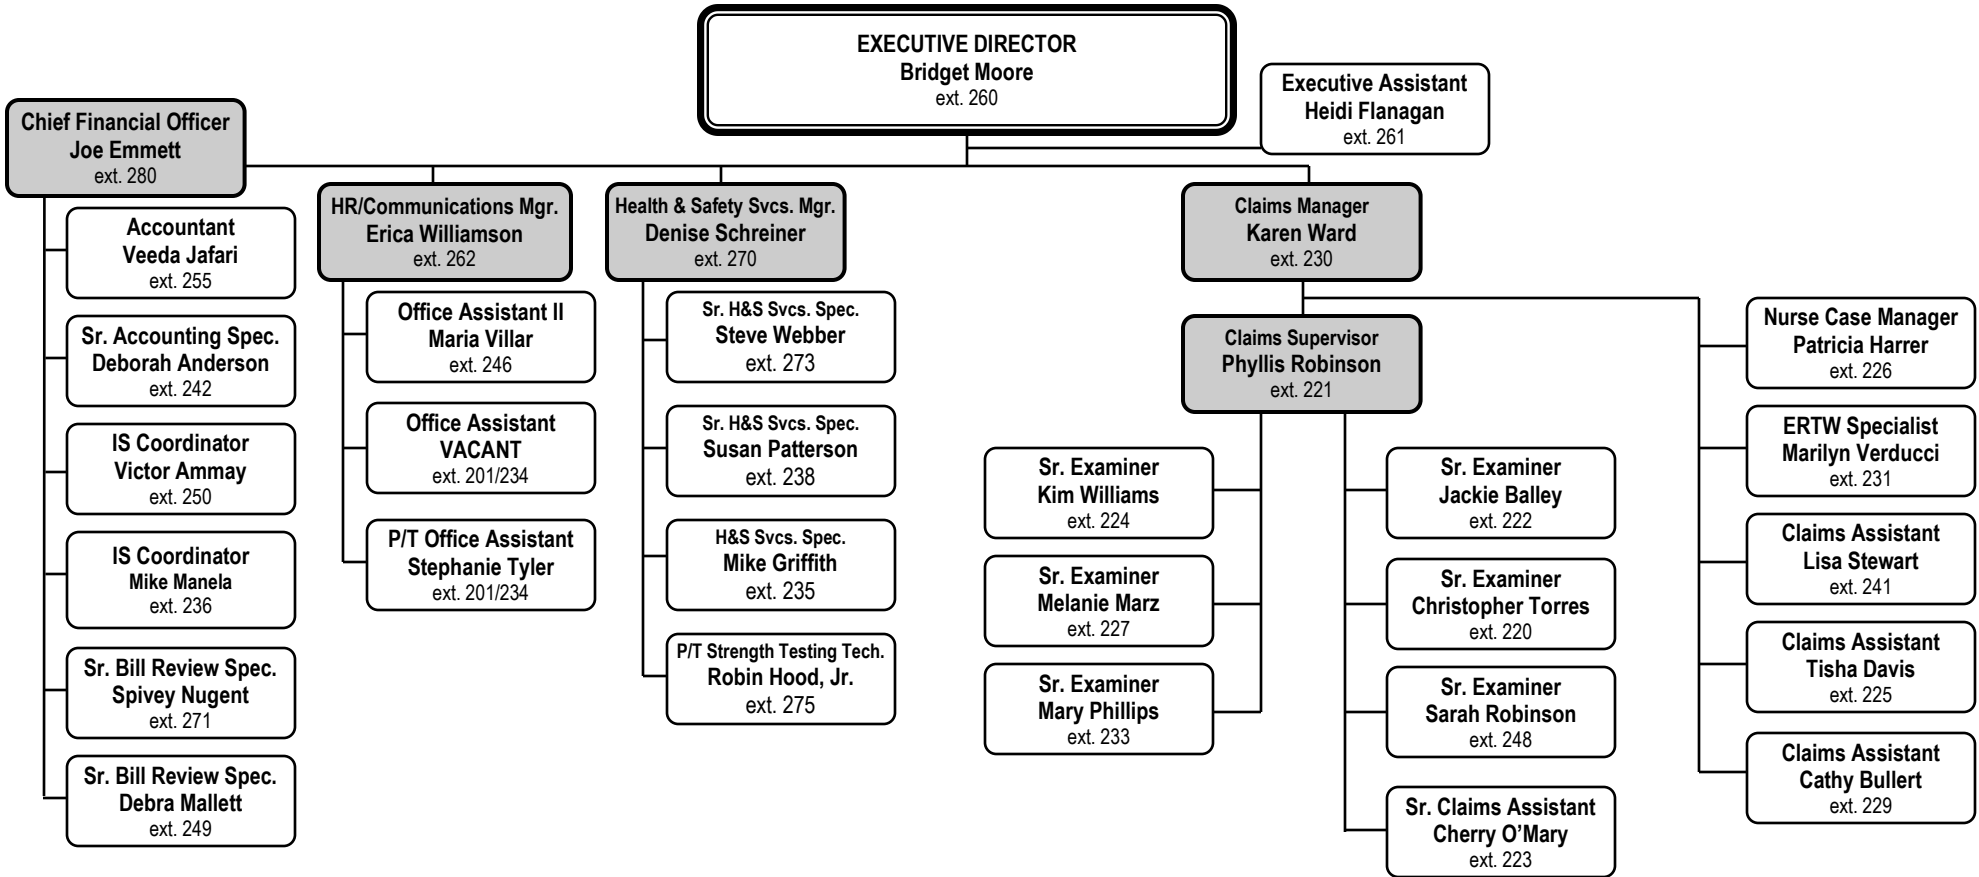 EXECUTIVE DIRECTOR
Bridget Moore
ext. 260
Executive Assistant
Heidi Flanagan
ext. 261
Chief Financial Officer
Joe Emmett
ext. 280
Accountant
Veeda Jafari
ext. 255
Sr. Accounting Spec.
Deborah Anderson
ext. 242
IS Coordinator
Victor Ammay
ext. 250
IS Coordinator
Mike Manela
ext. 236
Sr. Bill Review Spec.
Spivey Nugent
ext. 271
Sr. Bill Review Spec.
Debra Mallett
ext. 249
HR/Communications Mgr.
Erica Williamson
ext. 262
Office Assistant II
Maria Villar
ext. 246
Office Assistant
VACANT
ext. 201/234
P/T Office Assistant
Stephanie Tyler
ext. 201/234
Health & Safety Svcs. Mgr.
Denise Schreiner
ext. 270
Sr. H&S Svcs. Spec.
Steve Webber
ext. 273
Sr. H&S Svcs. Spec.
Susan Patterson
ext. 238
H&S Svcs. Spec.
Mike Griffith
ext. 235
P/T Strength Testing Tech.
Robin Hood, Jr.
ext. 275
Claims Manager
Karen Ward
ext. 230
Claims Supervisor
Phyllis Robinson
ext. 221
Sr. Examiner
Kim Williams
ext. 224
Sr. Examiner
Melanie Marz
ext. 227
Sr. Examiner
Mary Phillips
ext. 233
Sr. Examiner
Jackie Balley
ext. 222
Sr. Examiner
Christopher Torres
ext. 220
Sr. Examiner
Sarah Robinson
ext. 248
Sr. Claims Assistant
Cherry O’Mary
ext. 223
Nurse Case Manager
Patricia Harrer
ext. 226
ERTW Specialist
Marilyn Verducci
ext. 231
Claims Assistant
Lisa Stewart
ext. 241
Claims Assistant
Tisha Davis
ext. 225
Claims Assistant
Cathy Bullert
ext. 229